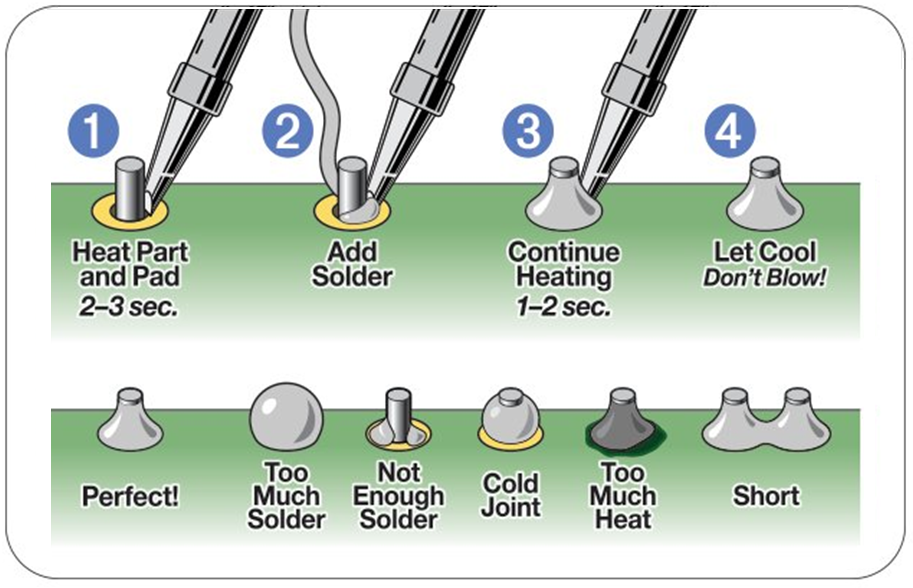 1
2
3
4
Heat Part
and Pad
2–3 sec.
Add
Solder
Continue
Heating
1–2 sec.
Let Cool
Don't Blow!
Perfect!
Too
Much
Solder
Not
Enough
Solder
Cold
Joint
Too
Much
Heat
Short